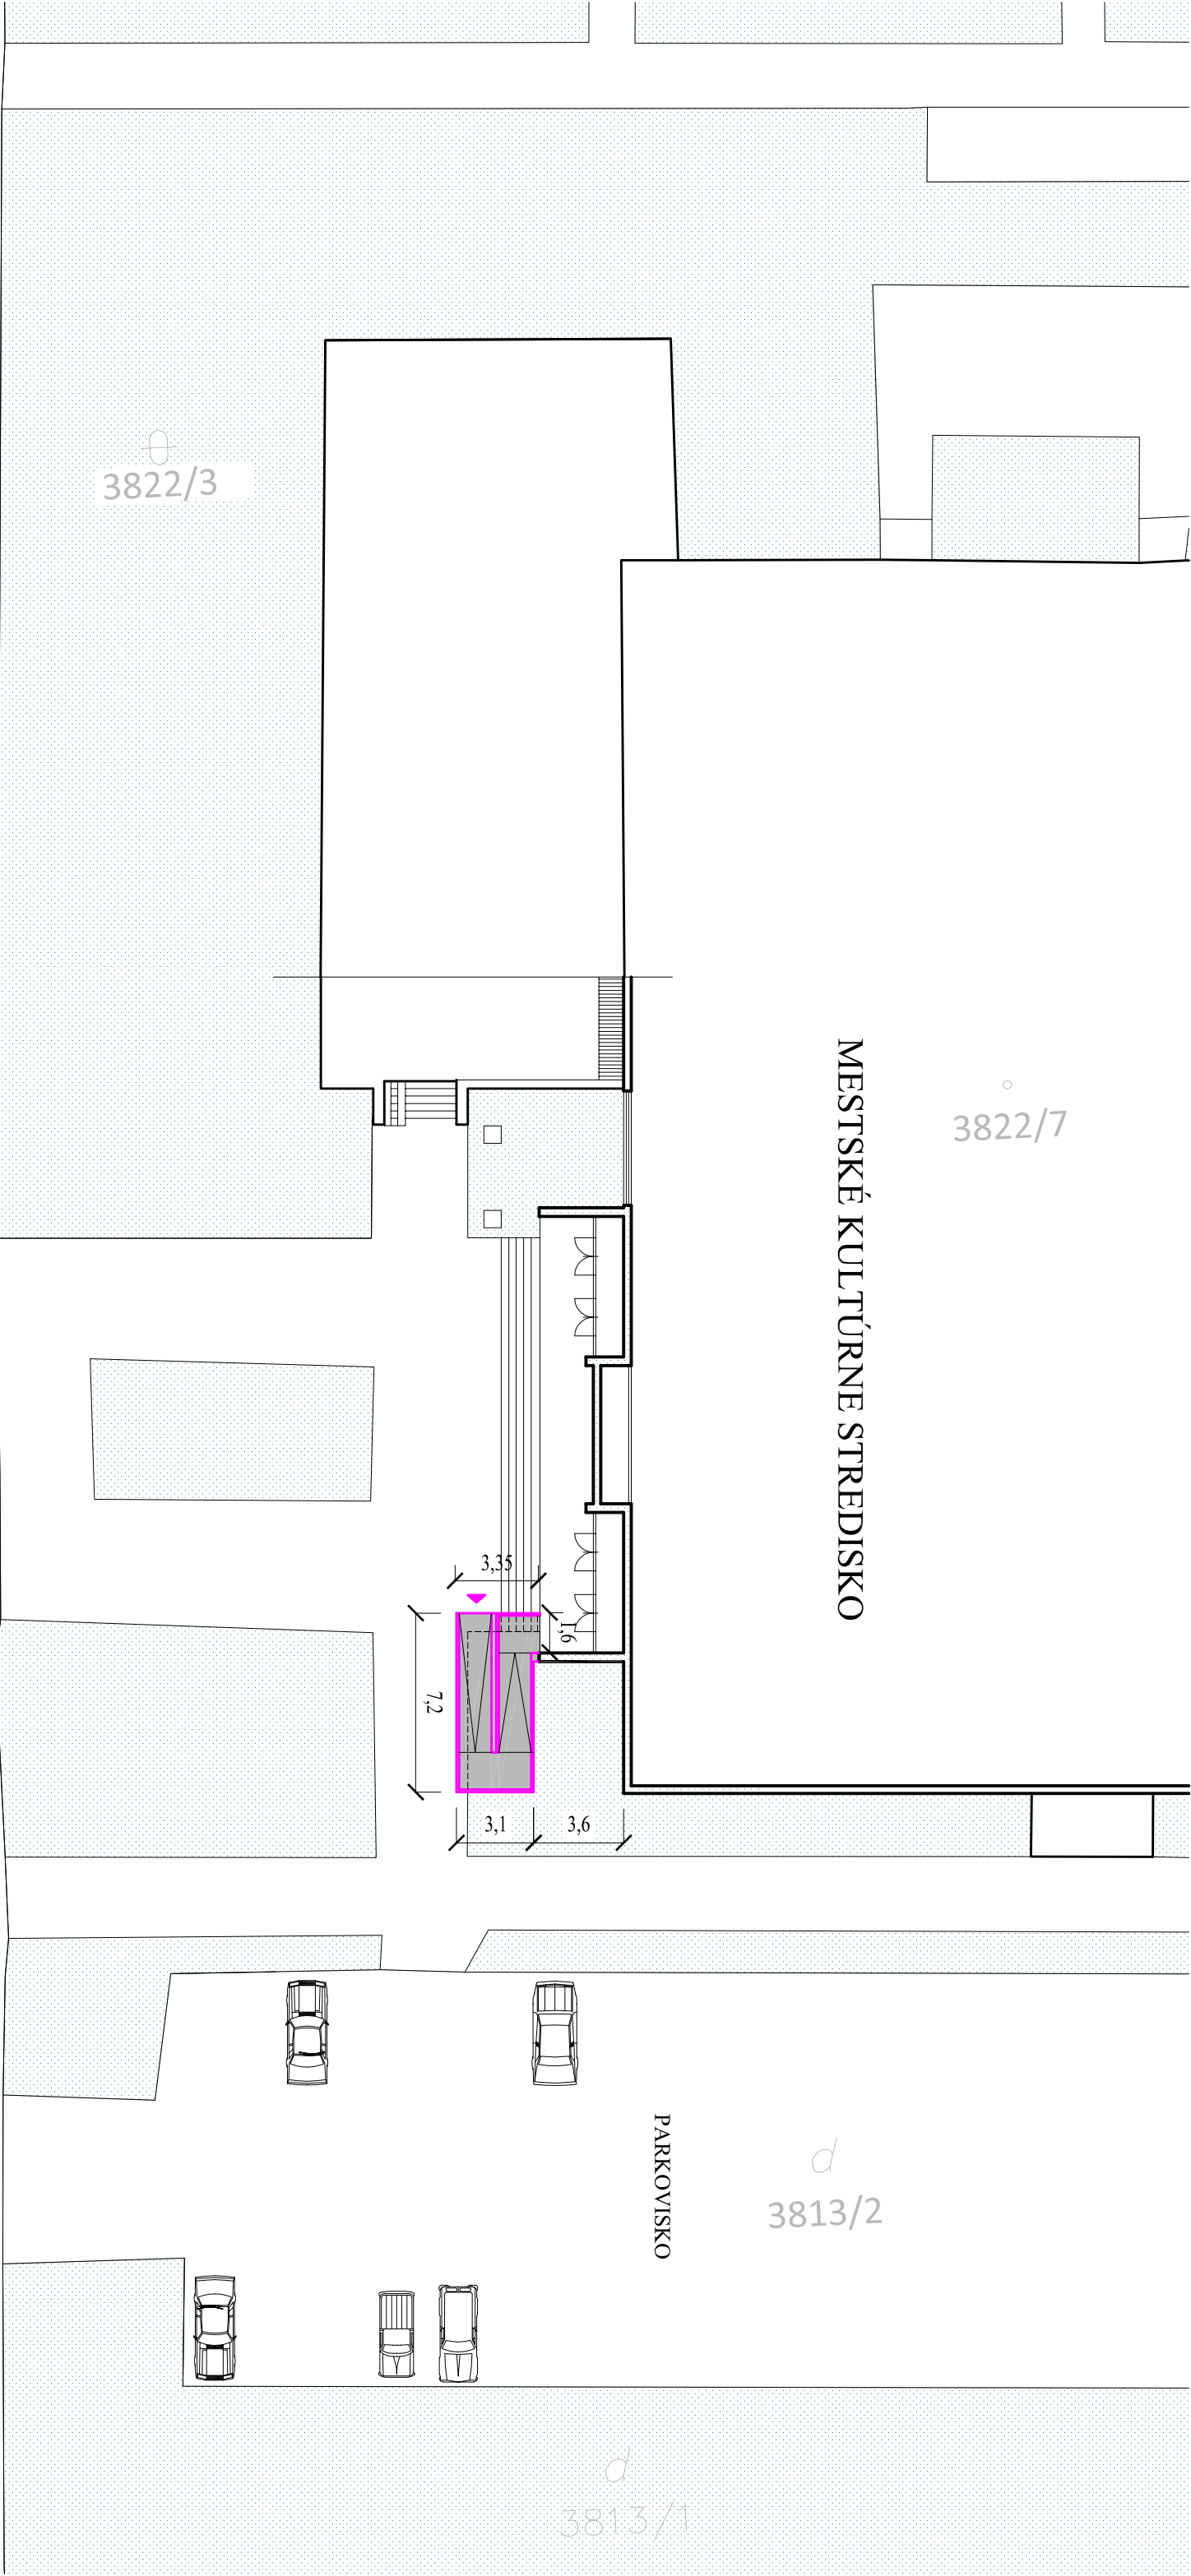 3822/3
3822/7
MESTSKÉ KULTÚRNE STREDISKO
3,35
1,6
7,2
3,1
3,6
PARKOVISKO
d
3813/2
d
3813/1